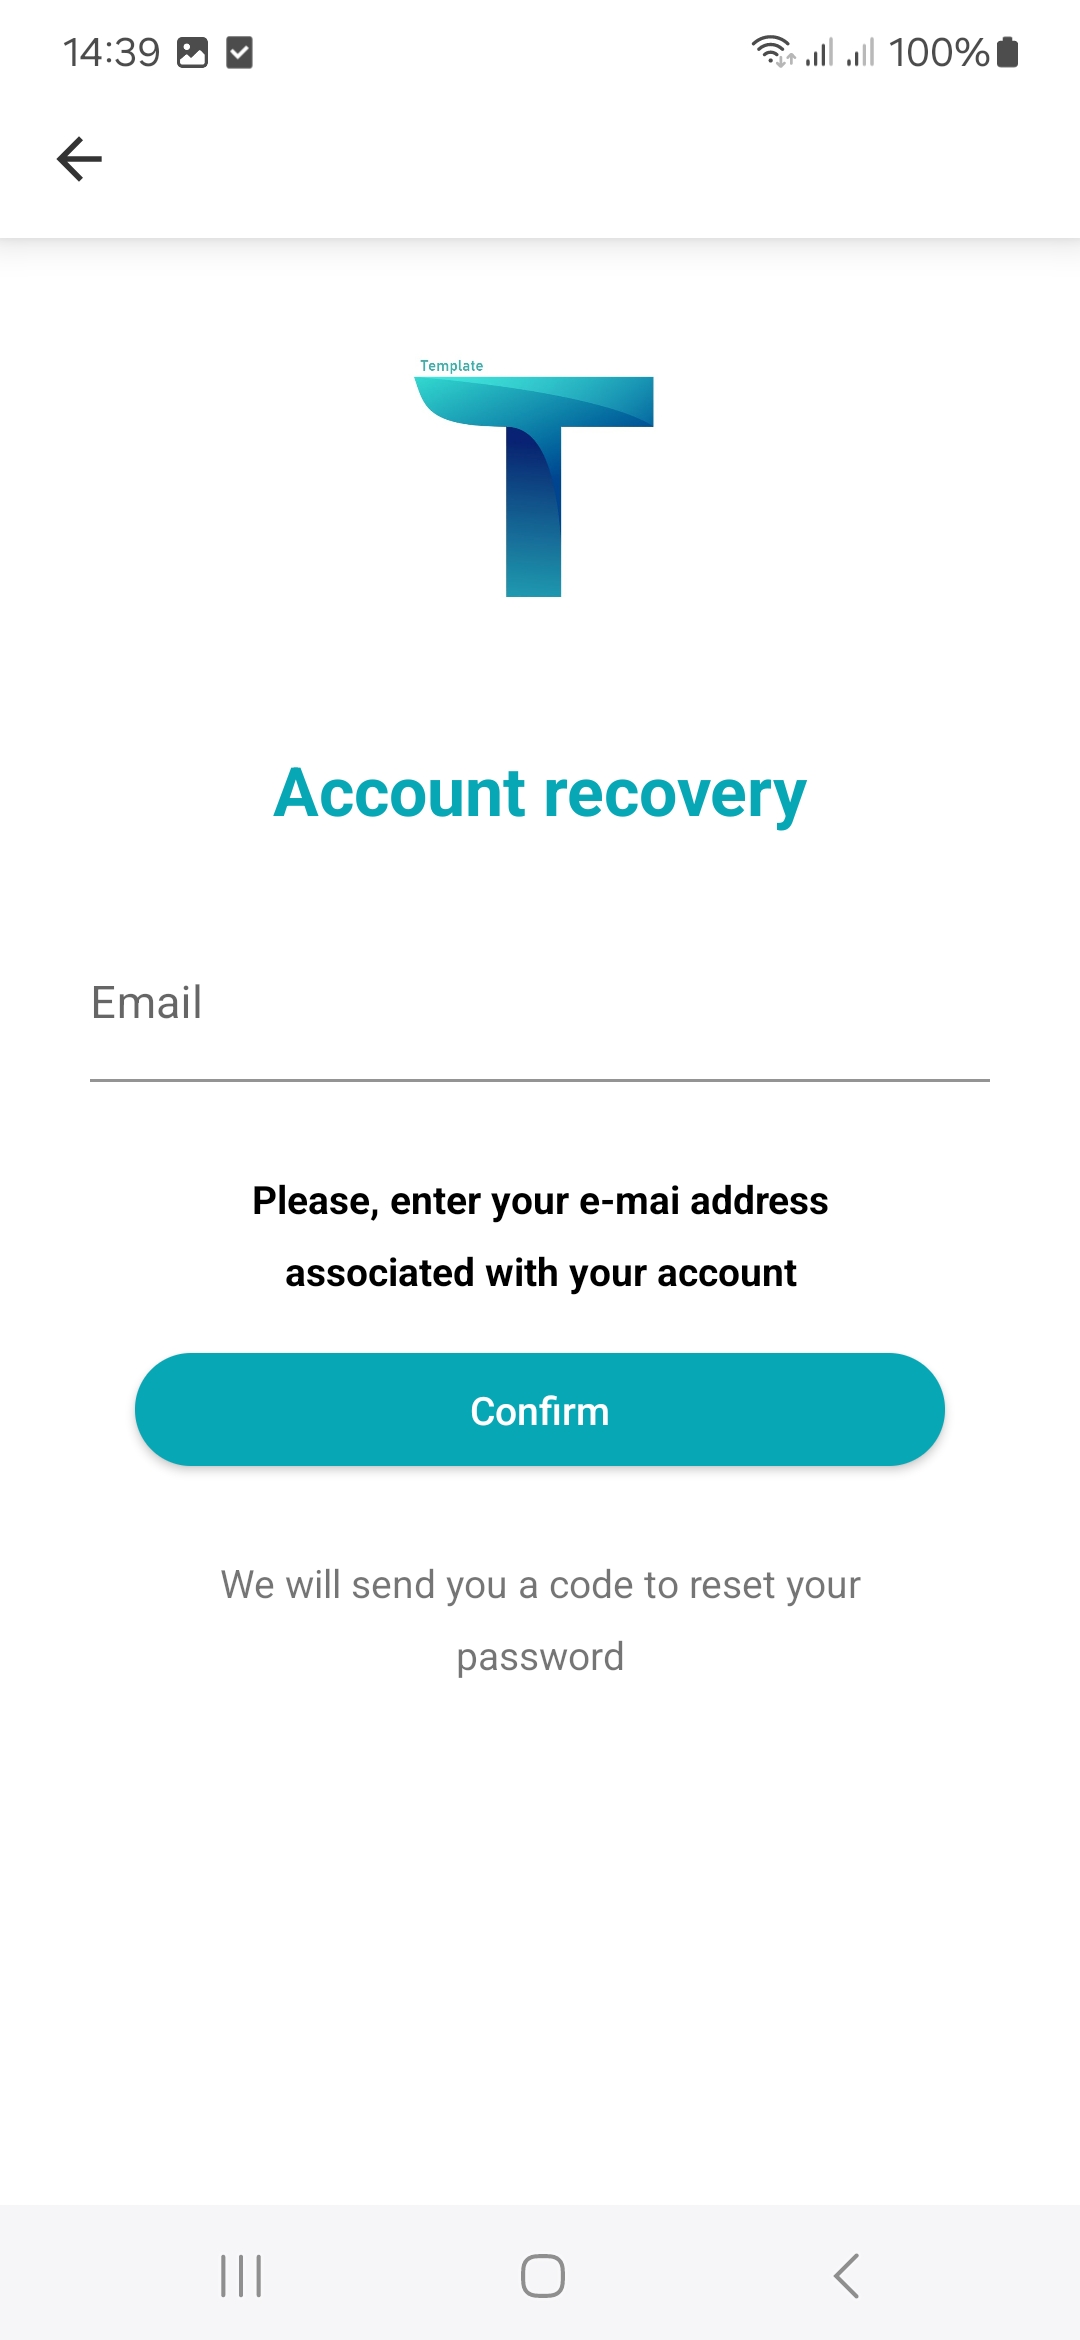 14:39
100%
Template
Account recovery
Email
Please, enter your e-mai address
associated with your account
Confirm
We will send you a code to reset your
password